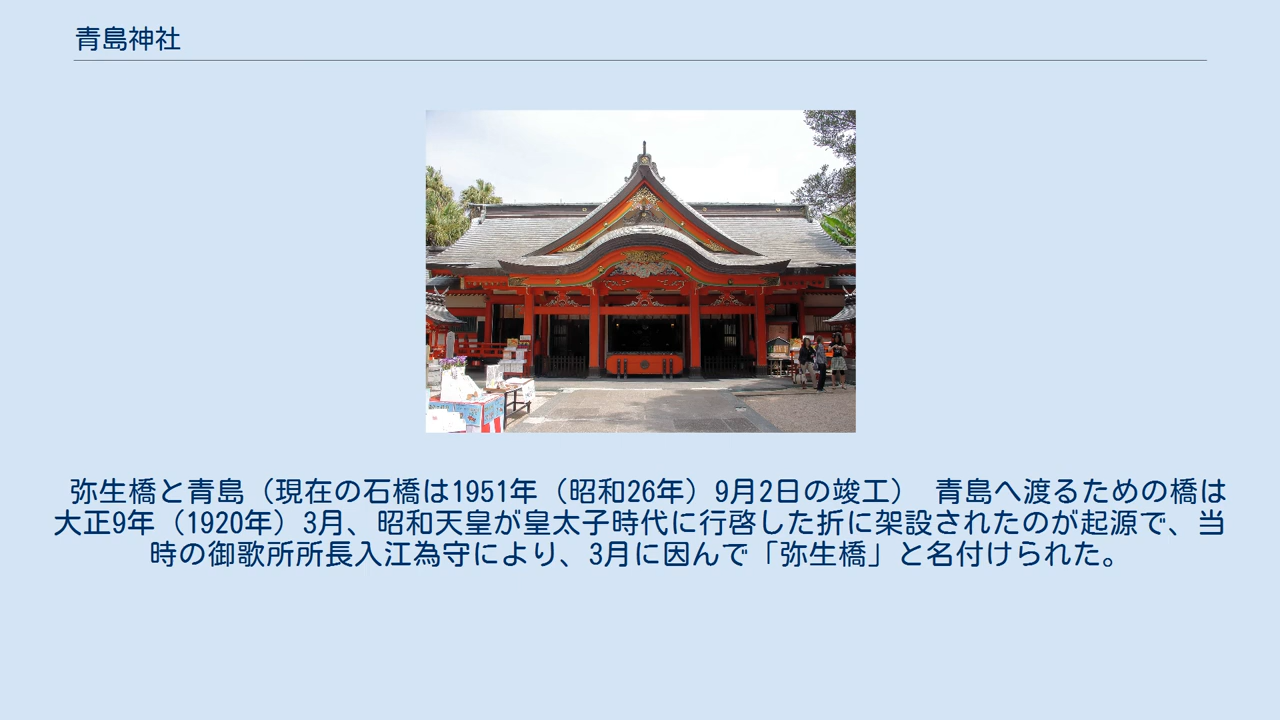 青島神社
弥生橋と青島（現在の石橋は1951年（昭和26年）9月2日の竣工） 青島へ渡るための橋は
大正9年（1920年）3月、昭和天皇が皇太子時代に行啓した折に架設されたのが起源で、当
時の御歌所所長入江為守により、3月に因んで「弥生橋」と名付けられた。